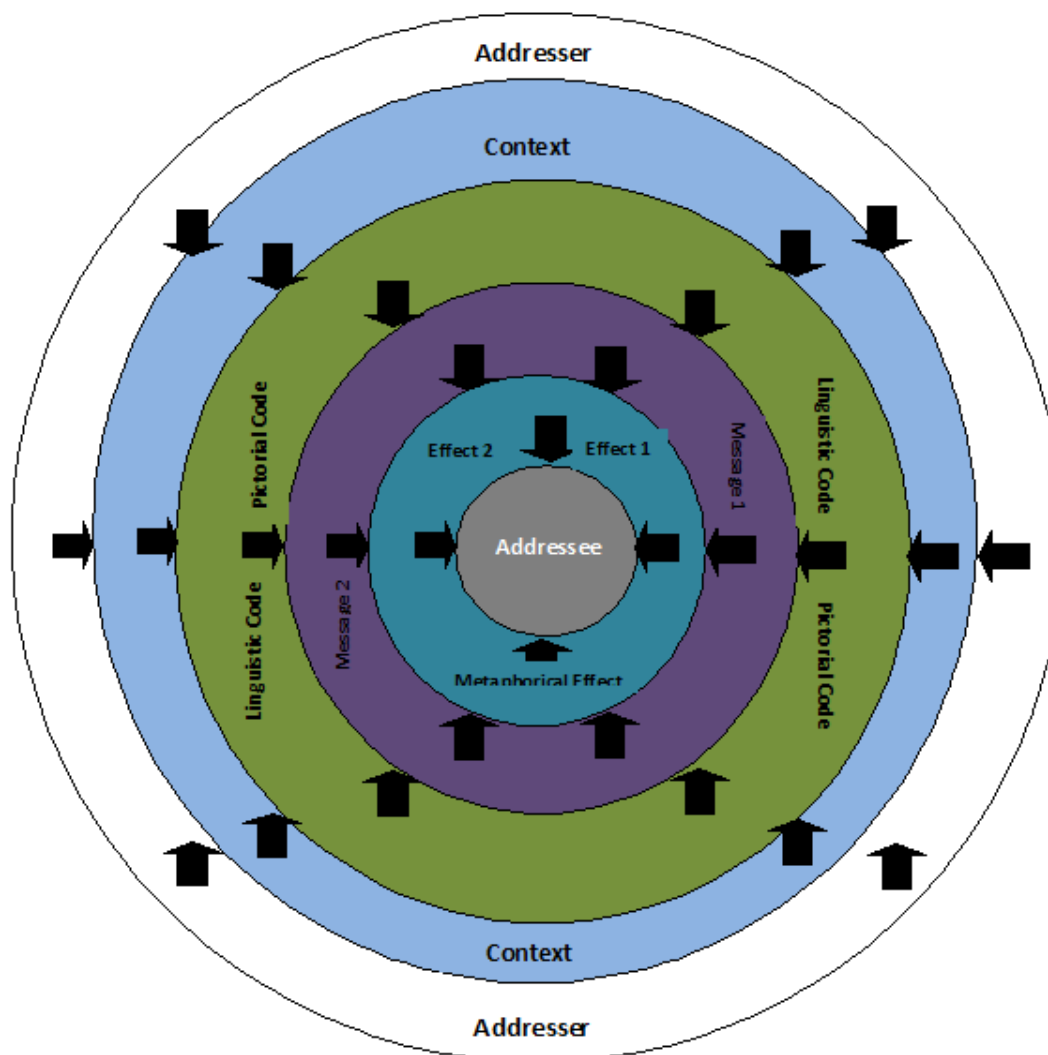 Addresser
Context
Pictorial Code
Linguistic Code
Effect 2
Effect 1
Message 1
Addressee
Message 2
Linguistic Code
Pictorial Code
Metaphorical Effect
Context
Addresser